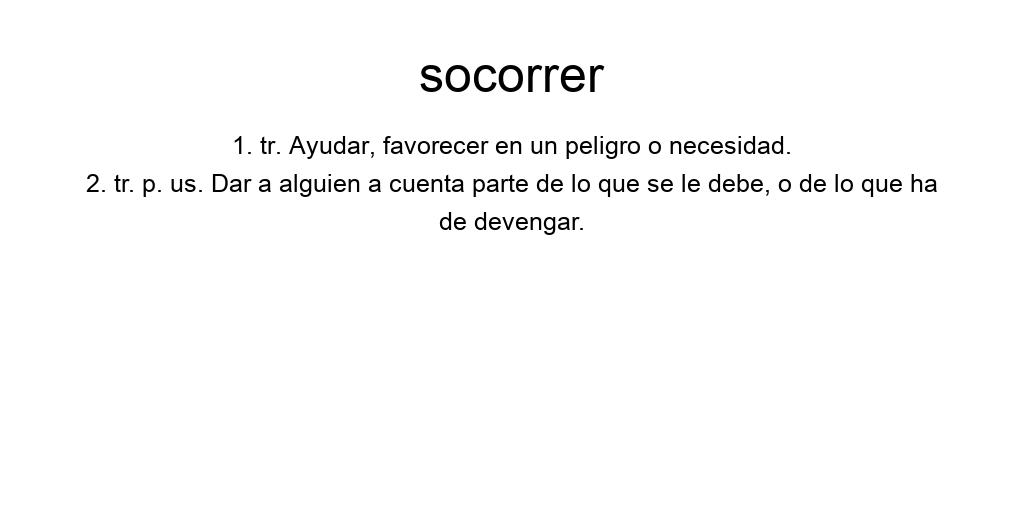 socorrer
1. tr. Ayudar, favorecer en un peligro o necesidad.
2. tr. p. us. Dar a alguien a cuenta parte de lo que se le debe, o de lo que ha
de devengar.